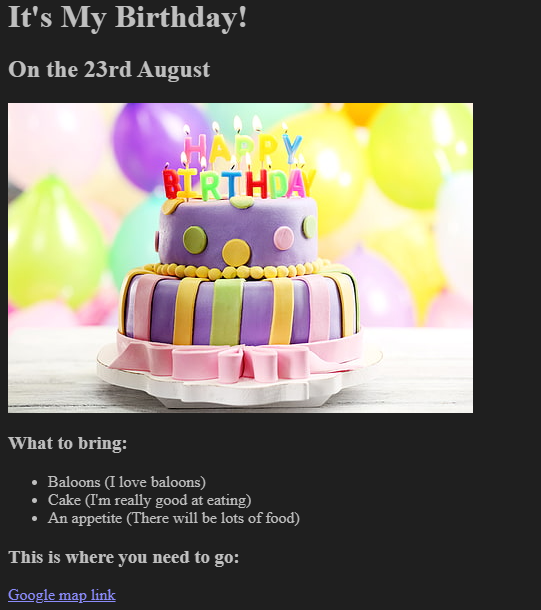 It's My Birthday!
On the 23rd August
HAPPY
BIRTHDAY
What to bring:
Baloons (I love baloons)
Cake (I'm really good at eating)
An appetite (There will be lots of food)
This is where you need to go:
Google map link